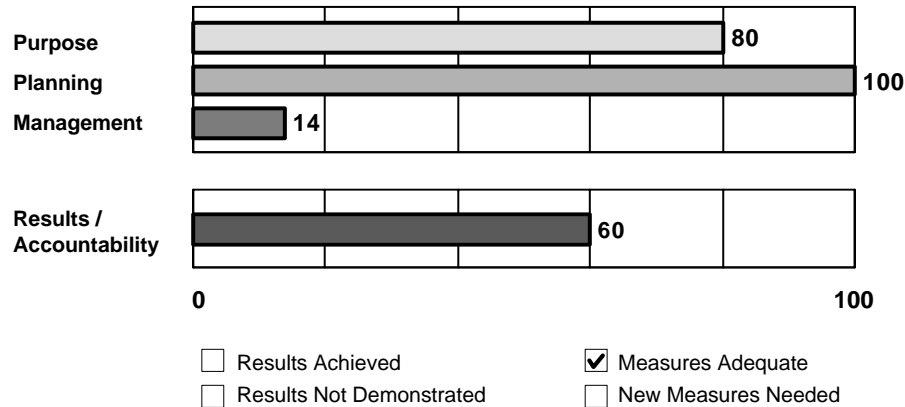 Purpose 80
Planning 100
Management 14
Results /
Accountability 60
0 100
Results Achieved ✔ Measures Adequate
Results Not Demonstrated New Measures Needed